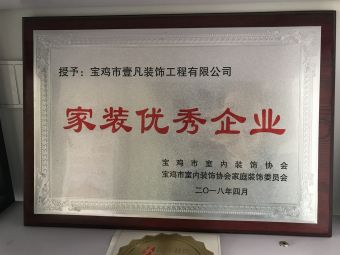 授予：宝鸡市壹凡装饰工程有限公司
家装优秀企业
宝鸡市室内装饰协会
宝鸡市室内装饰协会家庭装饰委员会
二〇一八年四月